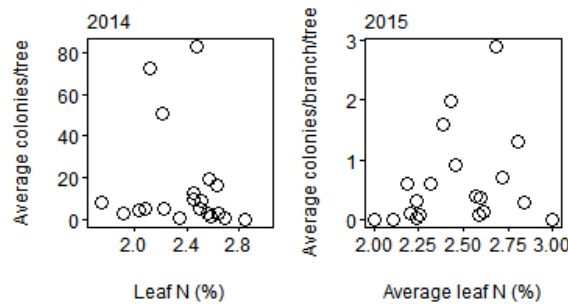 2014
80
60
40
20
0
Average colonies/tree
2.0 2.4 2.8
Leaf N (%)
2015
3
2
1
0
Average colonies/branch/tree
2.00 2.25 2.50 2.75 3.00
Average leaf N (%)